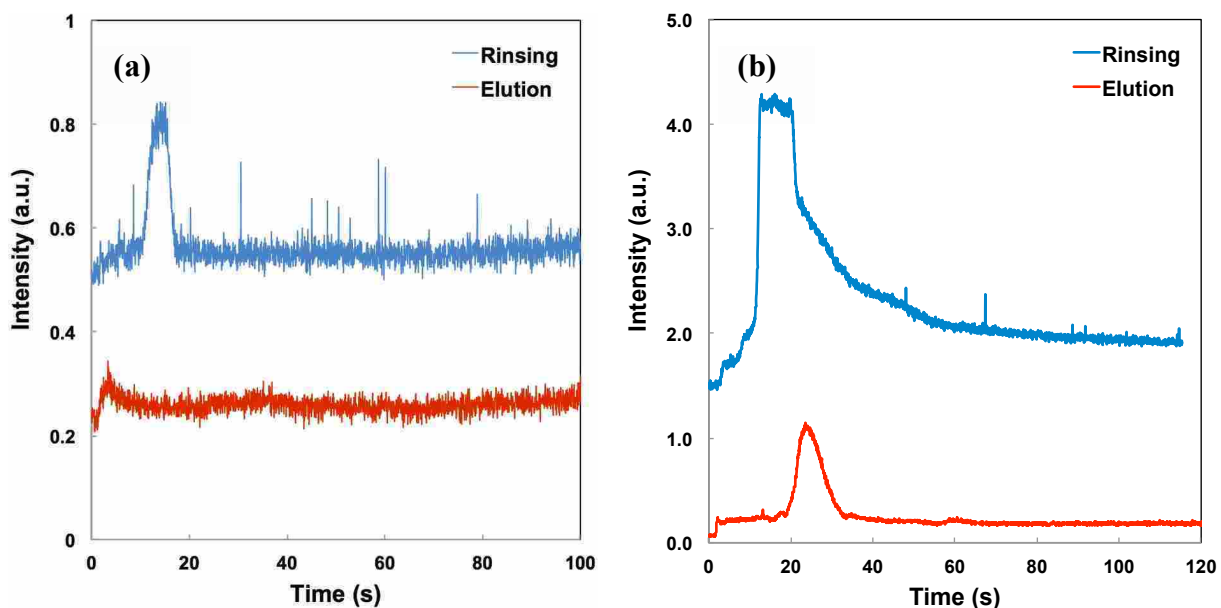 (a)
Rinsing
Elution
Intensity (a.u.)
1
0.8
0.6
0.4
0.2
0
0 20 40 60 80 100
Time (s)
(b)
Rinsing
Elution
Intensity (a.u.)
5.0
4.0
3.0
2.0
1.0
0.0
0 20 40 60 80 100 120
Time (s)